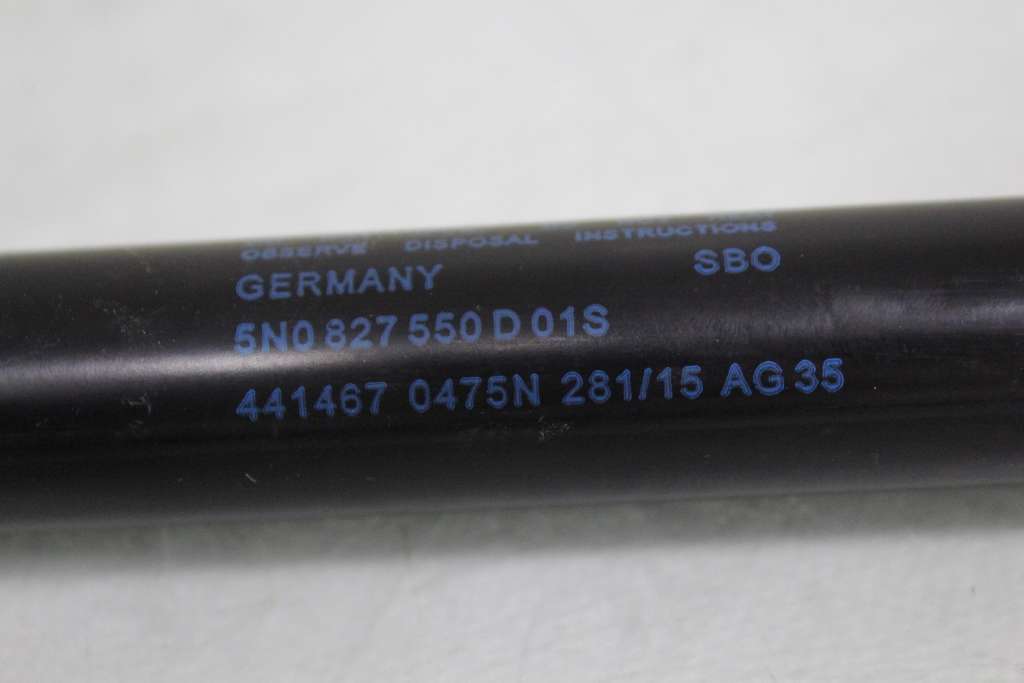 OBSERVE DISPOSAL INSTRUCTIONS
GERMANY SBO
5N0 827 550 D 01S
441467 0475N 281/15 AG 35